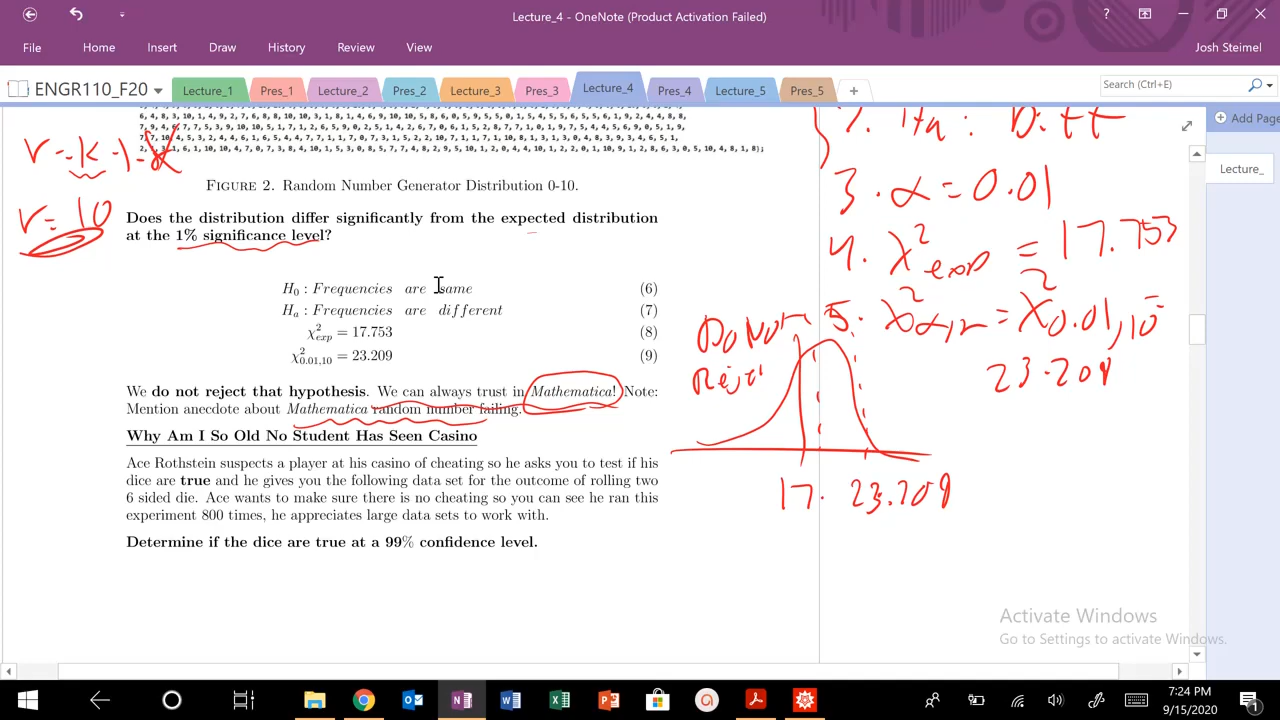 Lecture_4 - OneNote (Product Activation Failed)
File Home Insert Draw History Review View Josh Steimel
ENGR110_F20 Lecture_1 Pres_1 Lecture_2 Pres_2 Lecture_3 Pres_3 Lecture_4 Pres_4 Lecture_5 Pres_5 Search (Ctrl+E)
Add Page
Lecture_
FIGURE 2. Random Number Generator Distribution 0-10.
Does the distribution differ significantly from the expected distribution
at the 1% significance level?
H₀ : Frequencies are same (6)
Hₐ : Frequencies are different (7)
χ²exp = 17.753 (8)
χ²0.01,10 = 23.209 (9)
We do not reject that hypothesis. We can always trust in Mathematica! Note:
Mention anecdote about Mathematica random number failing.
Why Am I So Old No Student Has Seen Casino
Ace Rothstein suspects a player at his casino of cheating so he asks you to test if his
dice are true and he gives you the following data set for the outcome of rolling two
6 sided die. Ace wants to make sure there is no cheating so you can see he ran this
experiment 800 times, he appreciates large data sets to work with.
Determine if the dice are true at a 99% confidence level.
v = 10
Ha : Diff
3. α = 0.01
4. χ²exp = 17.753
5. χ² = χ²0.01,10 =
23.209
Do Not
Reject
17. 23.209
Activate Windows
Go to Settings to activate Windows.
7:24 PM
9/15/2020